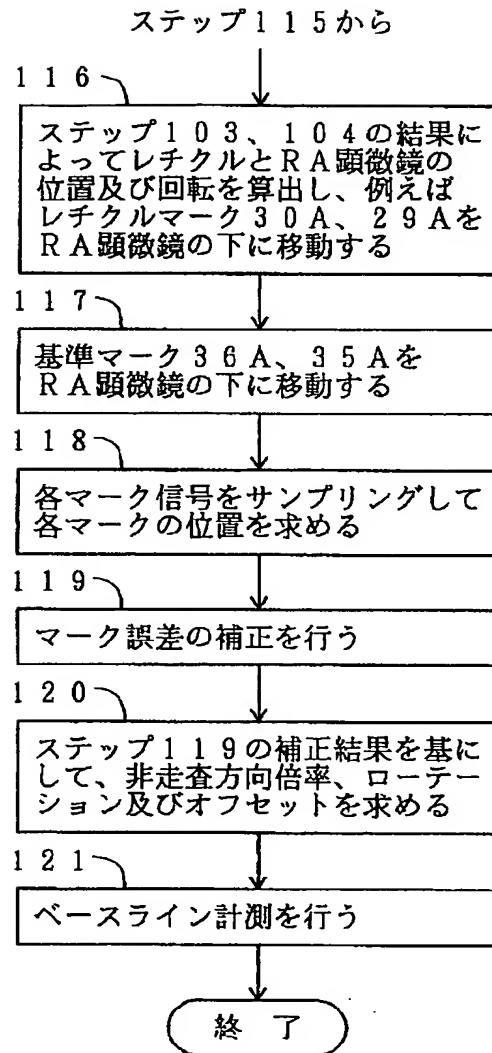 ステップ１１５から
１１６
ステップ１０３、１０４の結果に
よってレチクルとＲＡ顕微鏡の
位置及び回転を算出し、例えば
レチクルマーク３０Ａ、２９Ａを
ＲＡ顕微鏡の下に移動する
１１７
基準マーク３６Ａ、３５Ａを
ＲＡ顕微鏡の下に移動する
１１８
各マーク信号をサンプリングして
各マークの位置を求める
１１９
マーク誤差の補正を行う
１２０
ステップ１１９の補正結果を基に
して、非走査方向倍率、ローテー
ション及びオフセットを求める
１２１
ベースライン計測を行う
終 了